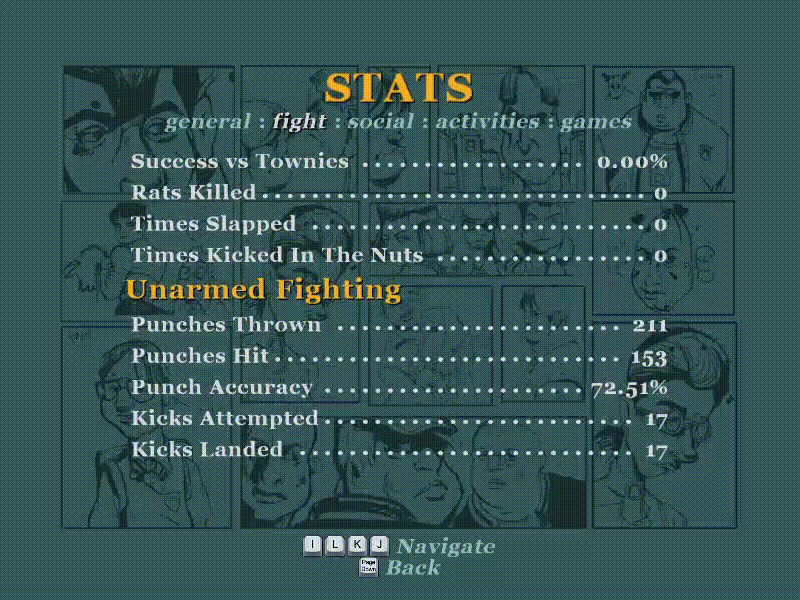 STATS
general : fight : social : activities : games
Success vs Townies . . . . . . . . . . . . . . . . . . 0.00%
Rats Killed . . . . . . . . . . . . . . . . . . . . . . . . . . . . . . . 0
Times Slapped . . . . . . . . . . . . . . . . . . . . . . . . . . . 0
Times Kicked In The Nuts . . . . . . . . . . . . . . . . . 0
Unarmed Fighting
Punches Thrown . . . . . . . . . . . . . . . . . . . . . . . 211
Punches Hit . . . . . . . . . . . . . . . . . . . . . . . . . . . . 153
Punch Accuracy . . . . . . . . . . . . . . . . . . . . . 72.51%
Kicks Attempted . . . . . . . . . . . . . . . . . . . . . . . . . 17
Kicks Landed . . . . . . . . . . . . . . . . . . . . . . . . . . . 17
I L K J Navigate
Page Down Back